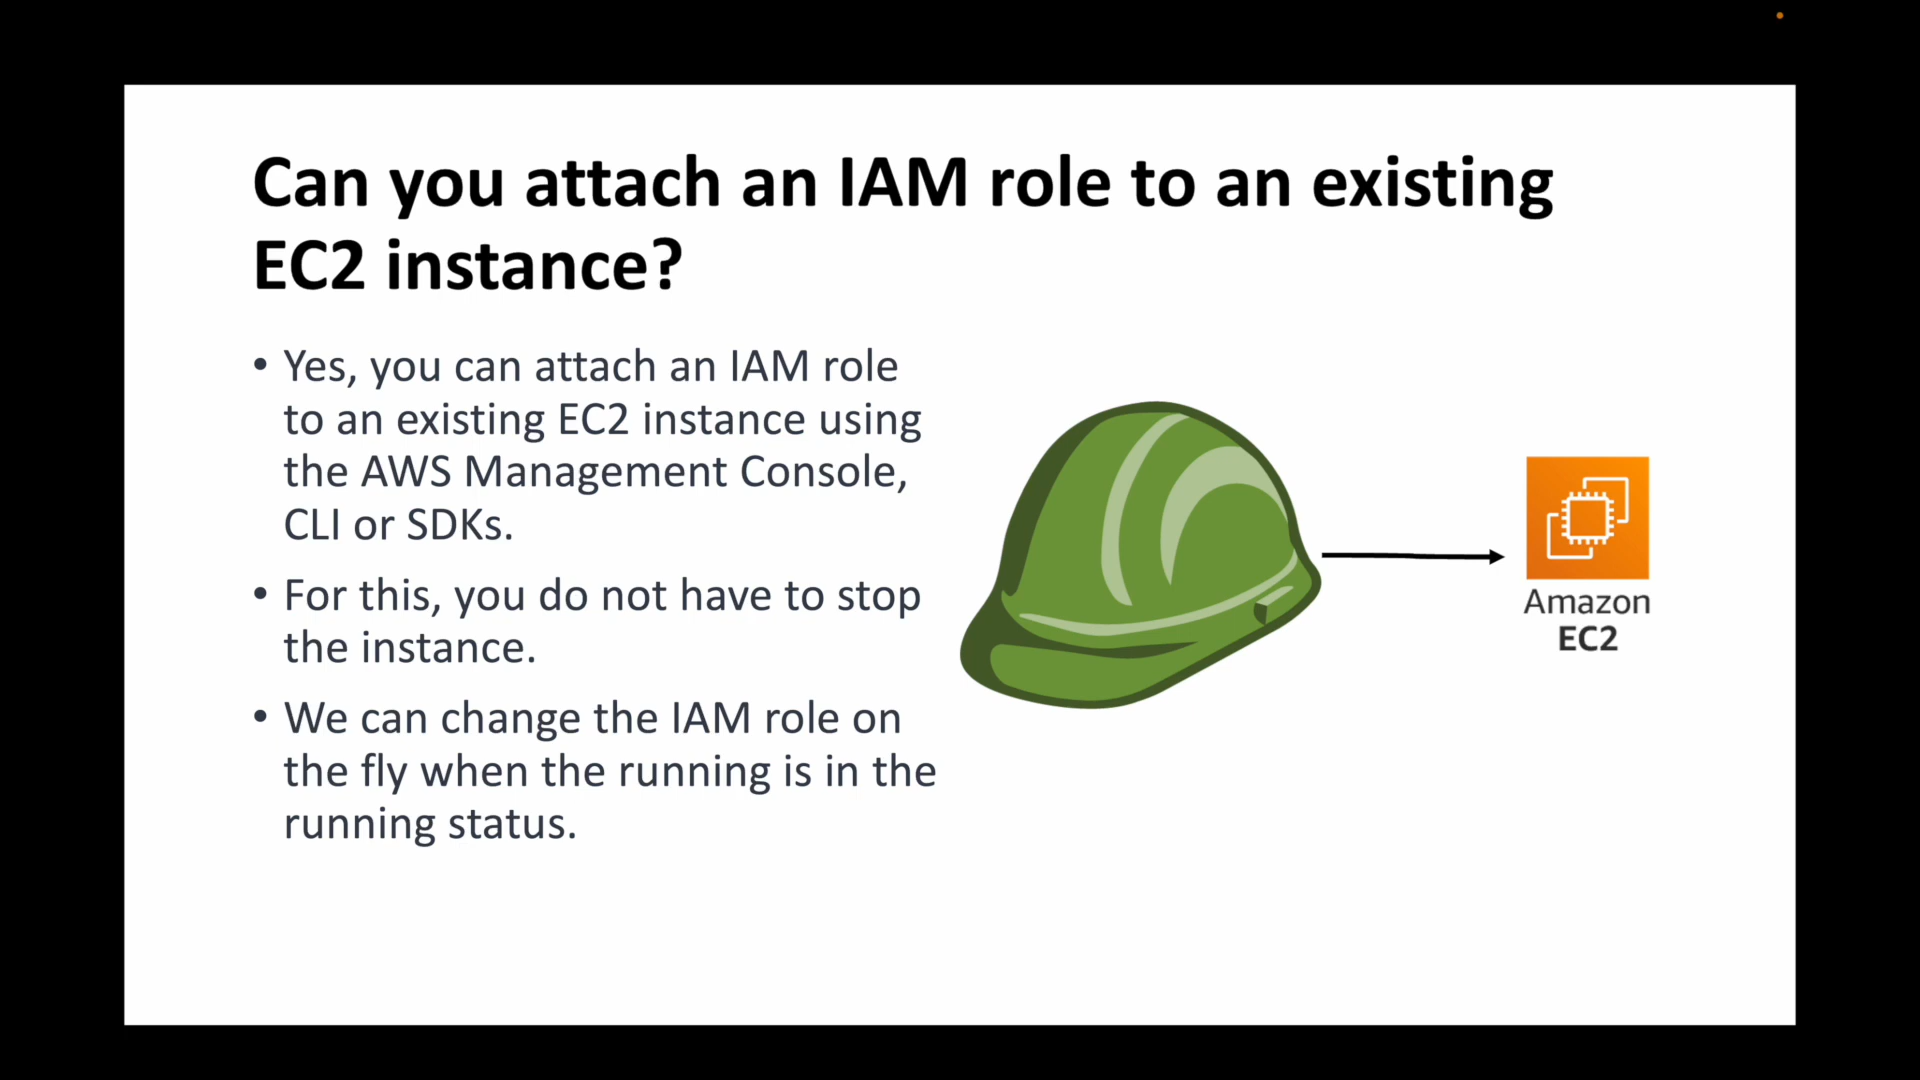 Can you attach an IAM role to an existing
EC2 instance?
• Yes, you can attach an IAM role
to an existing EC2 instance using
the AWS Management Console,
CLI or SDKs.
• For this, you do not have to stop
the instance.
• We can change the IAM role on
the fly when the running is in the
running status.
Amazon
EC2